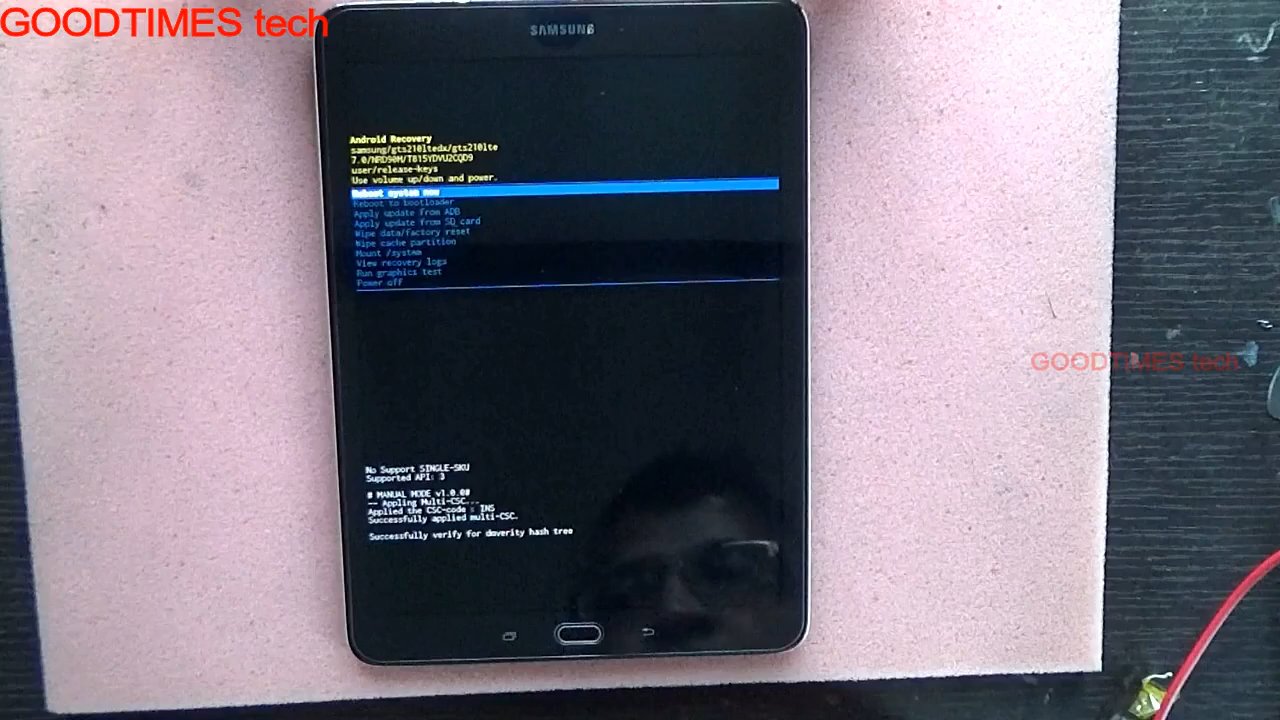 GOODTIMES tech
SAMSUNG
Android Recovery
samsung/gts210ltedx/gts210lte
7.0/NRD90M/T815YDVU2CQD9
user/release-keys
Use volume up/down and power.
Reboot system now
Reboot to bootloader
Apply update from ADB
Apply update from SD card
Wipe data/factory reset
Wipe cache partition
Mount /system
View recovery logs
Run graphics test
Power off
GOODTIMES tech
No Support SINGLE-SKU
Supported API: 3
# MANUAL MODE v1.0.0#
-- Appling Multi-CSC...
Applied the CSC-code : INS
Successfully applied multi-CSC.
Successfully verify for dmverity hash tree